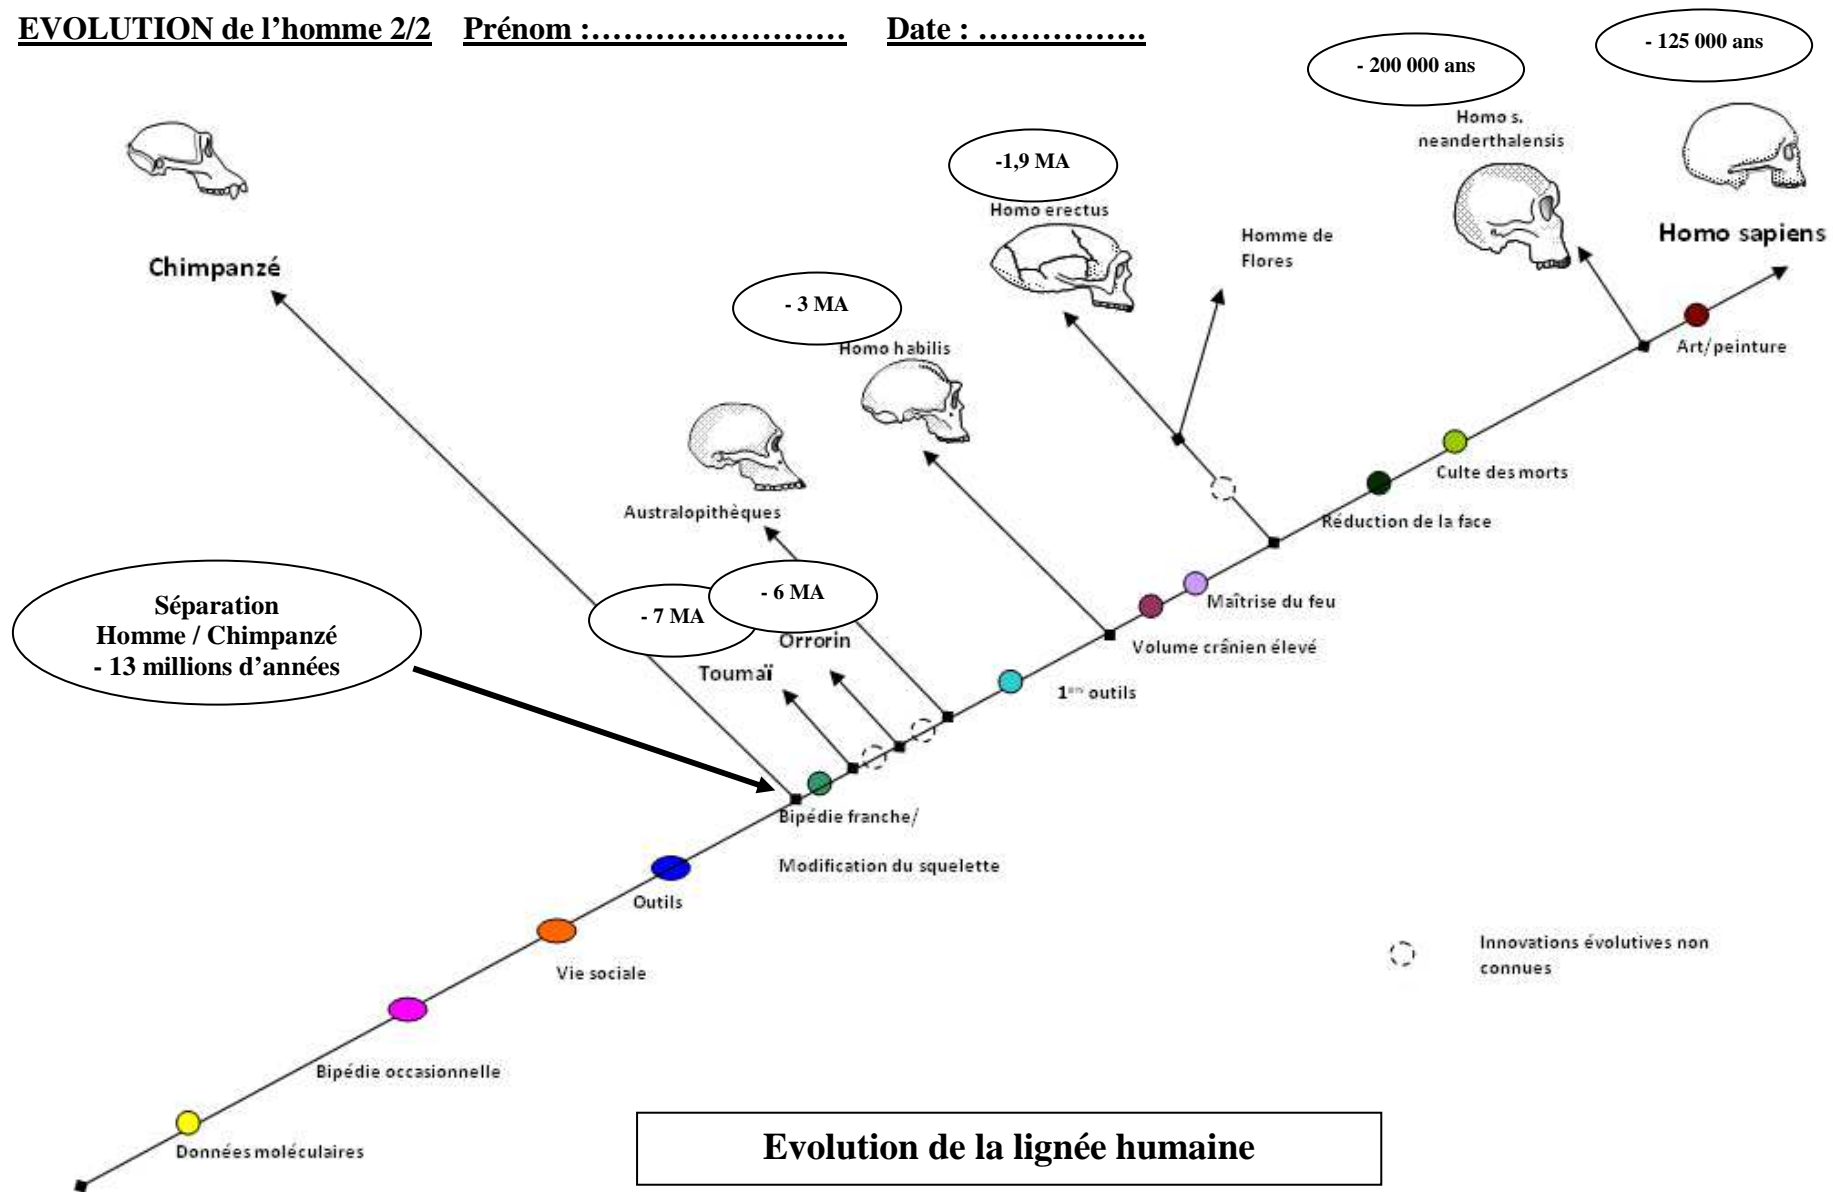 EVOLUTION de l'homme 2/2 Prénom :…………………… Date : …………….
- 125 000 ans
- 200 000 ans
Homo s.
neanderthalensis
-1,9 MA
Homo erectus
Homme de
Flores
Homo sapiens
Chimpanzé
- 3 MA
Homo habilis
Art/peinture
Culte des morts
Australopithèques
Réduction de la face
Séparation
Homme / Chimpanzé
- 13 millions d'années
- 7 MA
- 6 MA
Orrorin
Toumaï
Maîtrise du feu
Volume crânien élevé
1ers outils
Bipédie franche/
Modification du squelette
Outils
Vie sociale
Innovations évolutives non
connues
Bipédie occasionnelle
Données moléculaires
Evolution de la lignée humaine